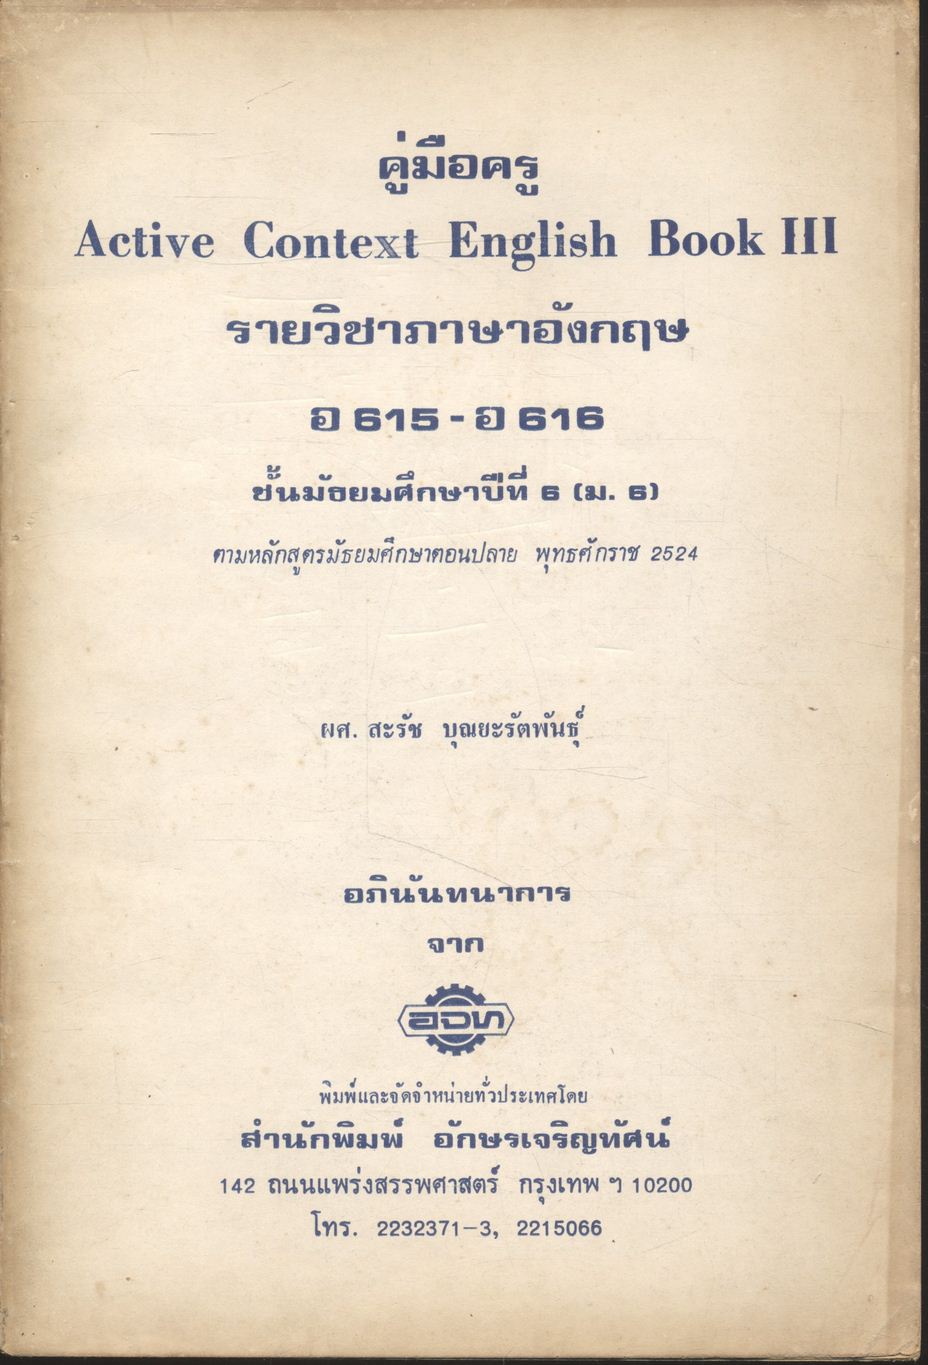 คู่มือครู
Active Context English Book III
รายวิชาภาษาอังกฤษ
อ 615 - อ 616
ชั้นมัธยมศึกษาปีที่ 6 (ม. 6)
ตามหลักสูตรมัธยมศึกษาตอนปลาย พุทธศักราช 2524
ผศ. สะรัช บุณยะรัตพันธุ์
อภินันทนาการ
จาก
อจท
พิมพ์และจัดจำหน่ายทั่วประเทศโดย
สำนักพิมพ์ อักษรเจริญทัศน์
142 ถนนแพร่งสรรพศาสตร์ กรุงเทพ ฯ 10200
โทร. 2232371-3, 2215066